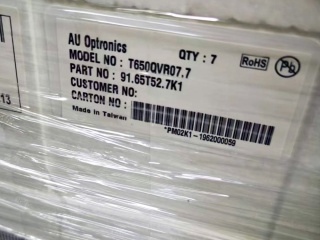 AU Optronics QTY : 7
MODEL NO : T650QVR07.7 RoHS Pb
PART NO : 91.65T52.7K1
CUSTOMER NO:
CARTON NO :
Made in Taiwan
*PM02K1-1962000059
13